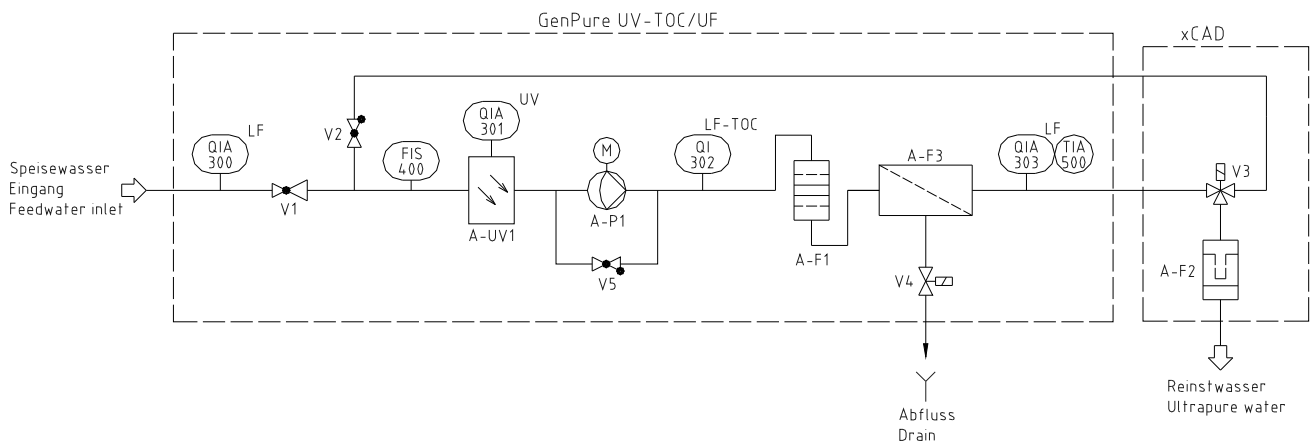 GenPure UV-TOC/UF
xCAD
Speisewasser
Eingang
Feedwater inlet
QIA
300
LF
V1
V2
FIS
400
QIA
301
UV
A-UV1
M
A-P1
V5
QI
302
LF-TOC
A-F1
A-F3
V4
QIA
303
LF
TIA
500
V3
A-F2
Abfluss
Drain
Reinstwasser
Ultrapure water